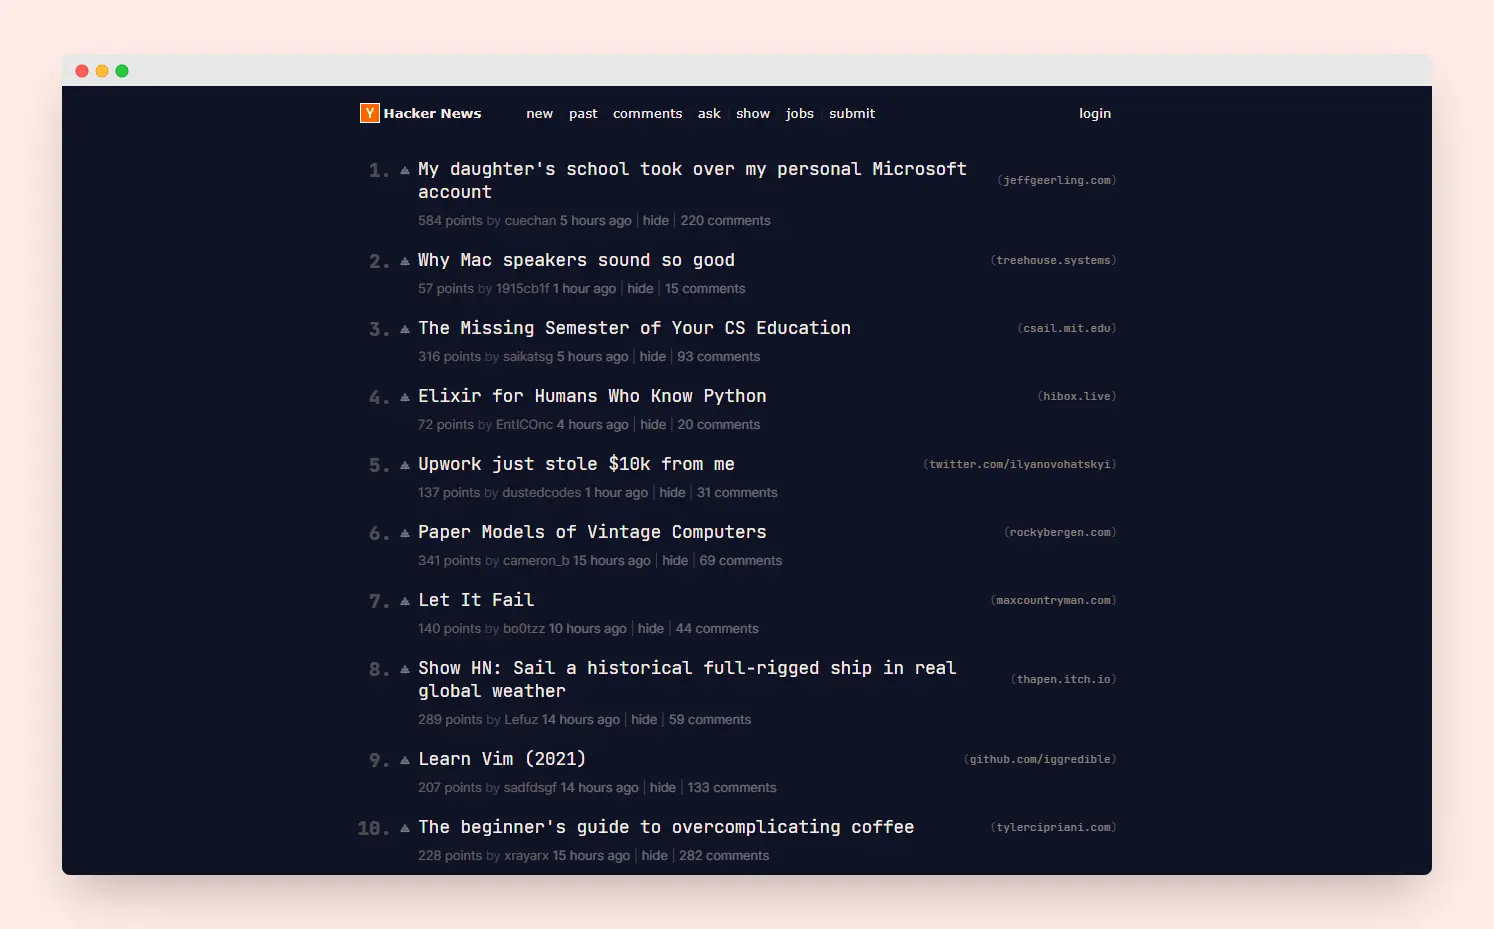 Y Hacker News new | past | comments | ask | show | jobs | submit login
1. My daughter's school took over my personal Microsoft
account
(jeffgeerling.com)
584 points by cuechan 5 hours ago | hide | 220 comments
2. Why Mac speakers sound so good (treehouse.systems)
57 points by 1915cb1f 1 hour ago | hide | 15 comments
3. The Missing Semester of Your CS Education (csail.mit.edu)
316 points by saikatsg 5 hours ago | hide | 93 comments
4. Elixir for Humans Who Know Python (hibox.live)
72 points by EntICOnc 4 hours ago | hide | 20 comments
5. Upwork just stole $10k from me (twitter.com/ilyanovohatskyi)
137 points by dustedcodes 1 hour ago | hide | 31 comments
6. Paper Models of Vintage Computers (rockybergen.com)
341 points by cameron_b 15 hours ago | hide | 69 comments
7. Let It Fail (maxcountryman.com)
140 points by bo0tzz 10 hours ago | hide | 44 comments
8. Show HN: Sail a historical full-rigged ship in real
global weather
(thapen.itch.io)
289 points by Lefuz 14 hours ago | hide | 59 comments
9. Learn Vim (2021) (github.com/iggredible)
207 points by sadfdsgf 14 hours ago | hide | 133 comments
10. The beginner's guide to overcomplicating coffee (tylercipriani.com)
228 points by xrayarx 15 hours ago | hide | 282 comments